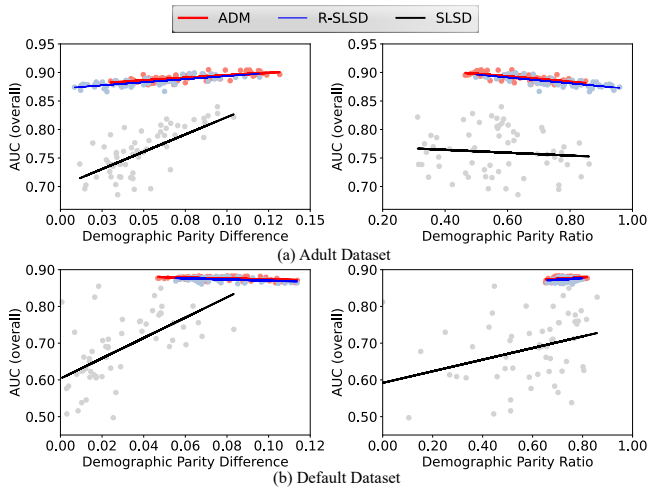 ADM R-SLSD SLSD
0.95
0.90
0.85
0.80
0.75
0.70
AUC (overall)
0.00 0.03 0.05 0.08 0.10 0.12 0.15
Demographic Parity Difference
0.95
0.90
0.85
0.80
0.75
0.70
AUC (overall)
0.20 0.40 0.60 0.80 1.00
Demographic Parity Ratio
(a) Adult Dataset
0.90
0.80
0.70
0.60
0.50
AUC (overall)
0.00 0.02 0.04 0.06 0.08 0.10 0.12
Demographic Parity Difference
0.90
0.80
0.70
0.60
0.50
AUC (overall)
0.00 0.20 0.40 0.60 0.80 1.00
Demographic Parity Ratio
(b) Default Dataset